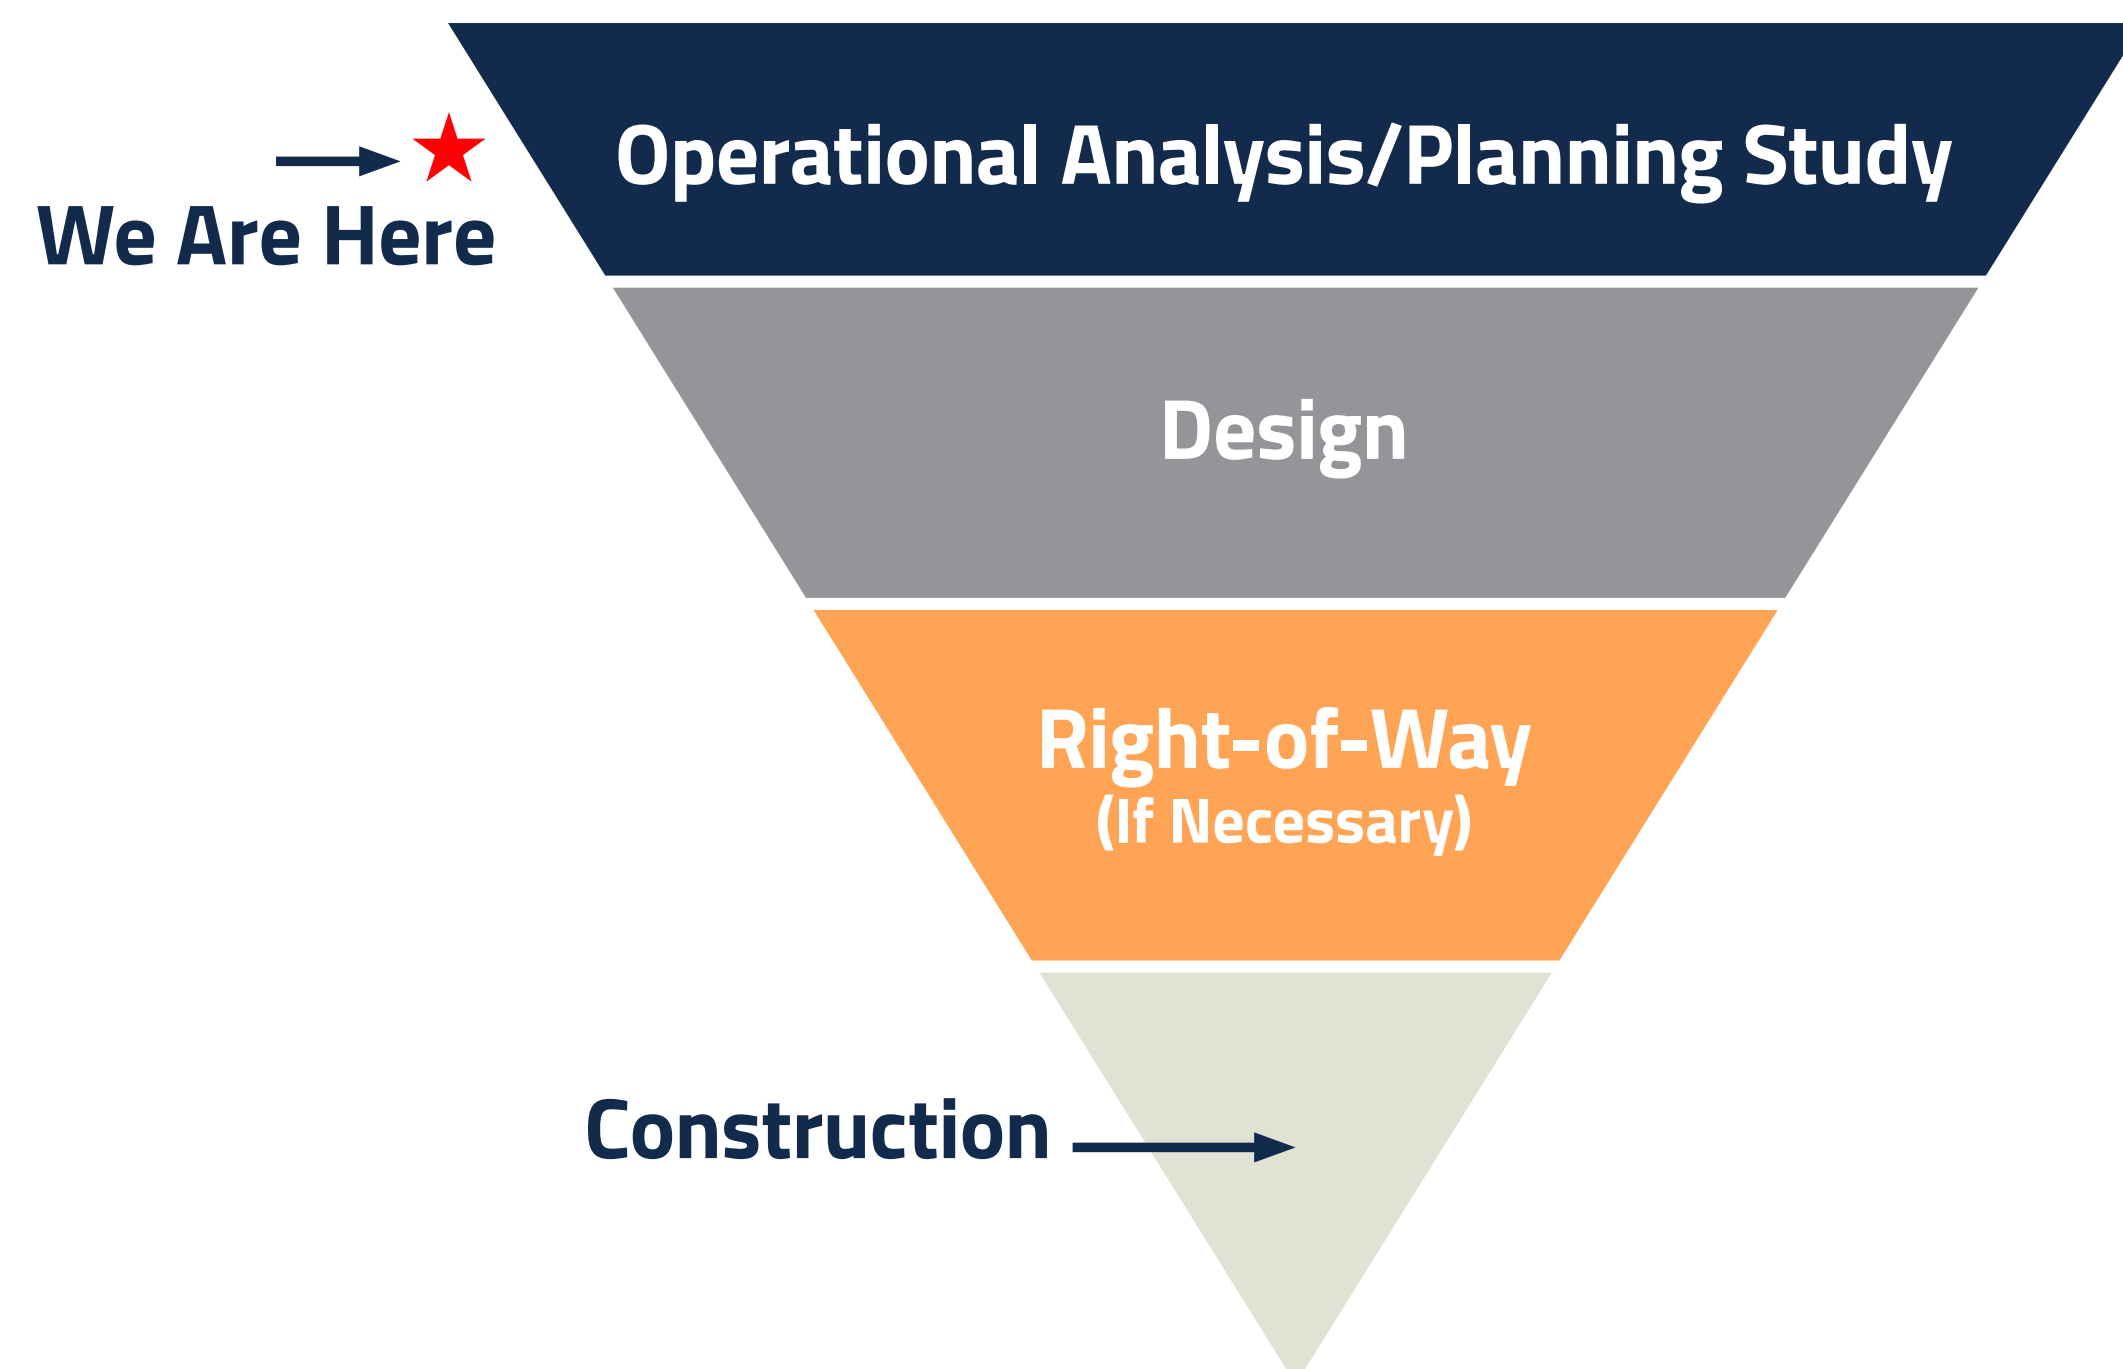 Operational Analysis/Planning Study
We Are Here
Design
Right-of-Way
(If Necessary)
Construction